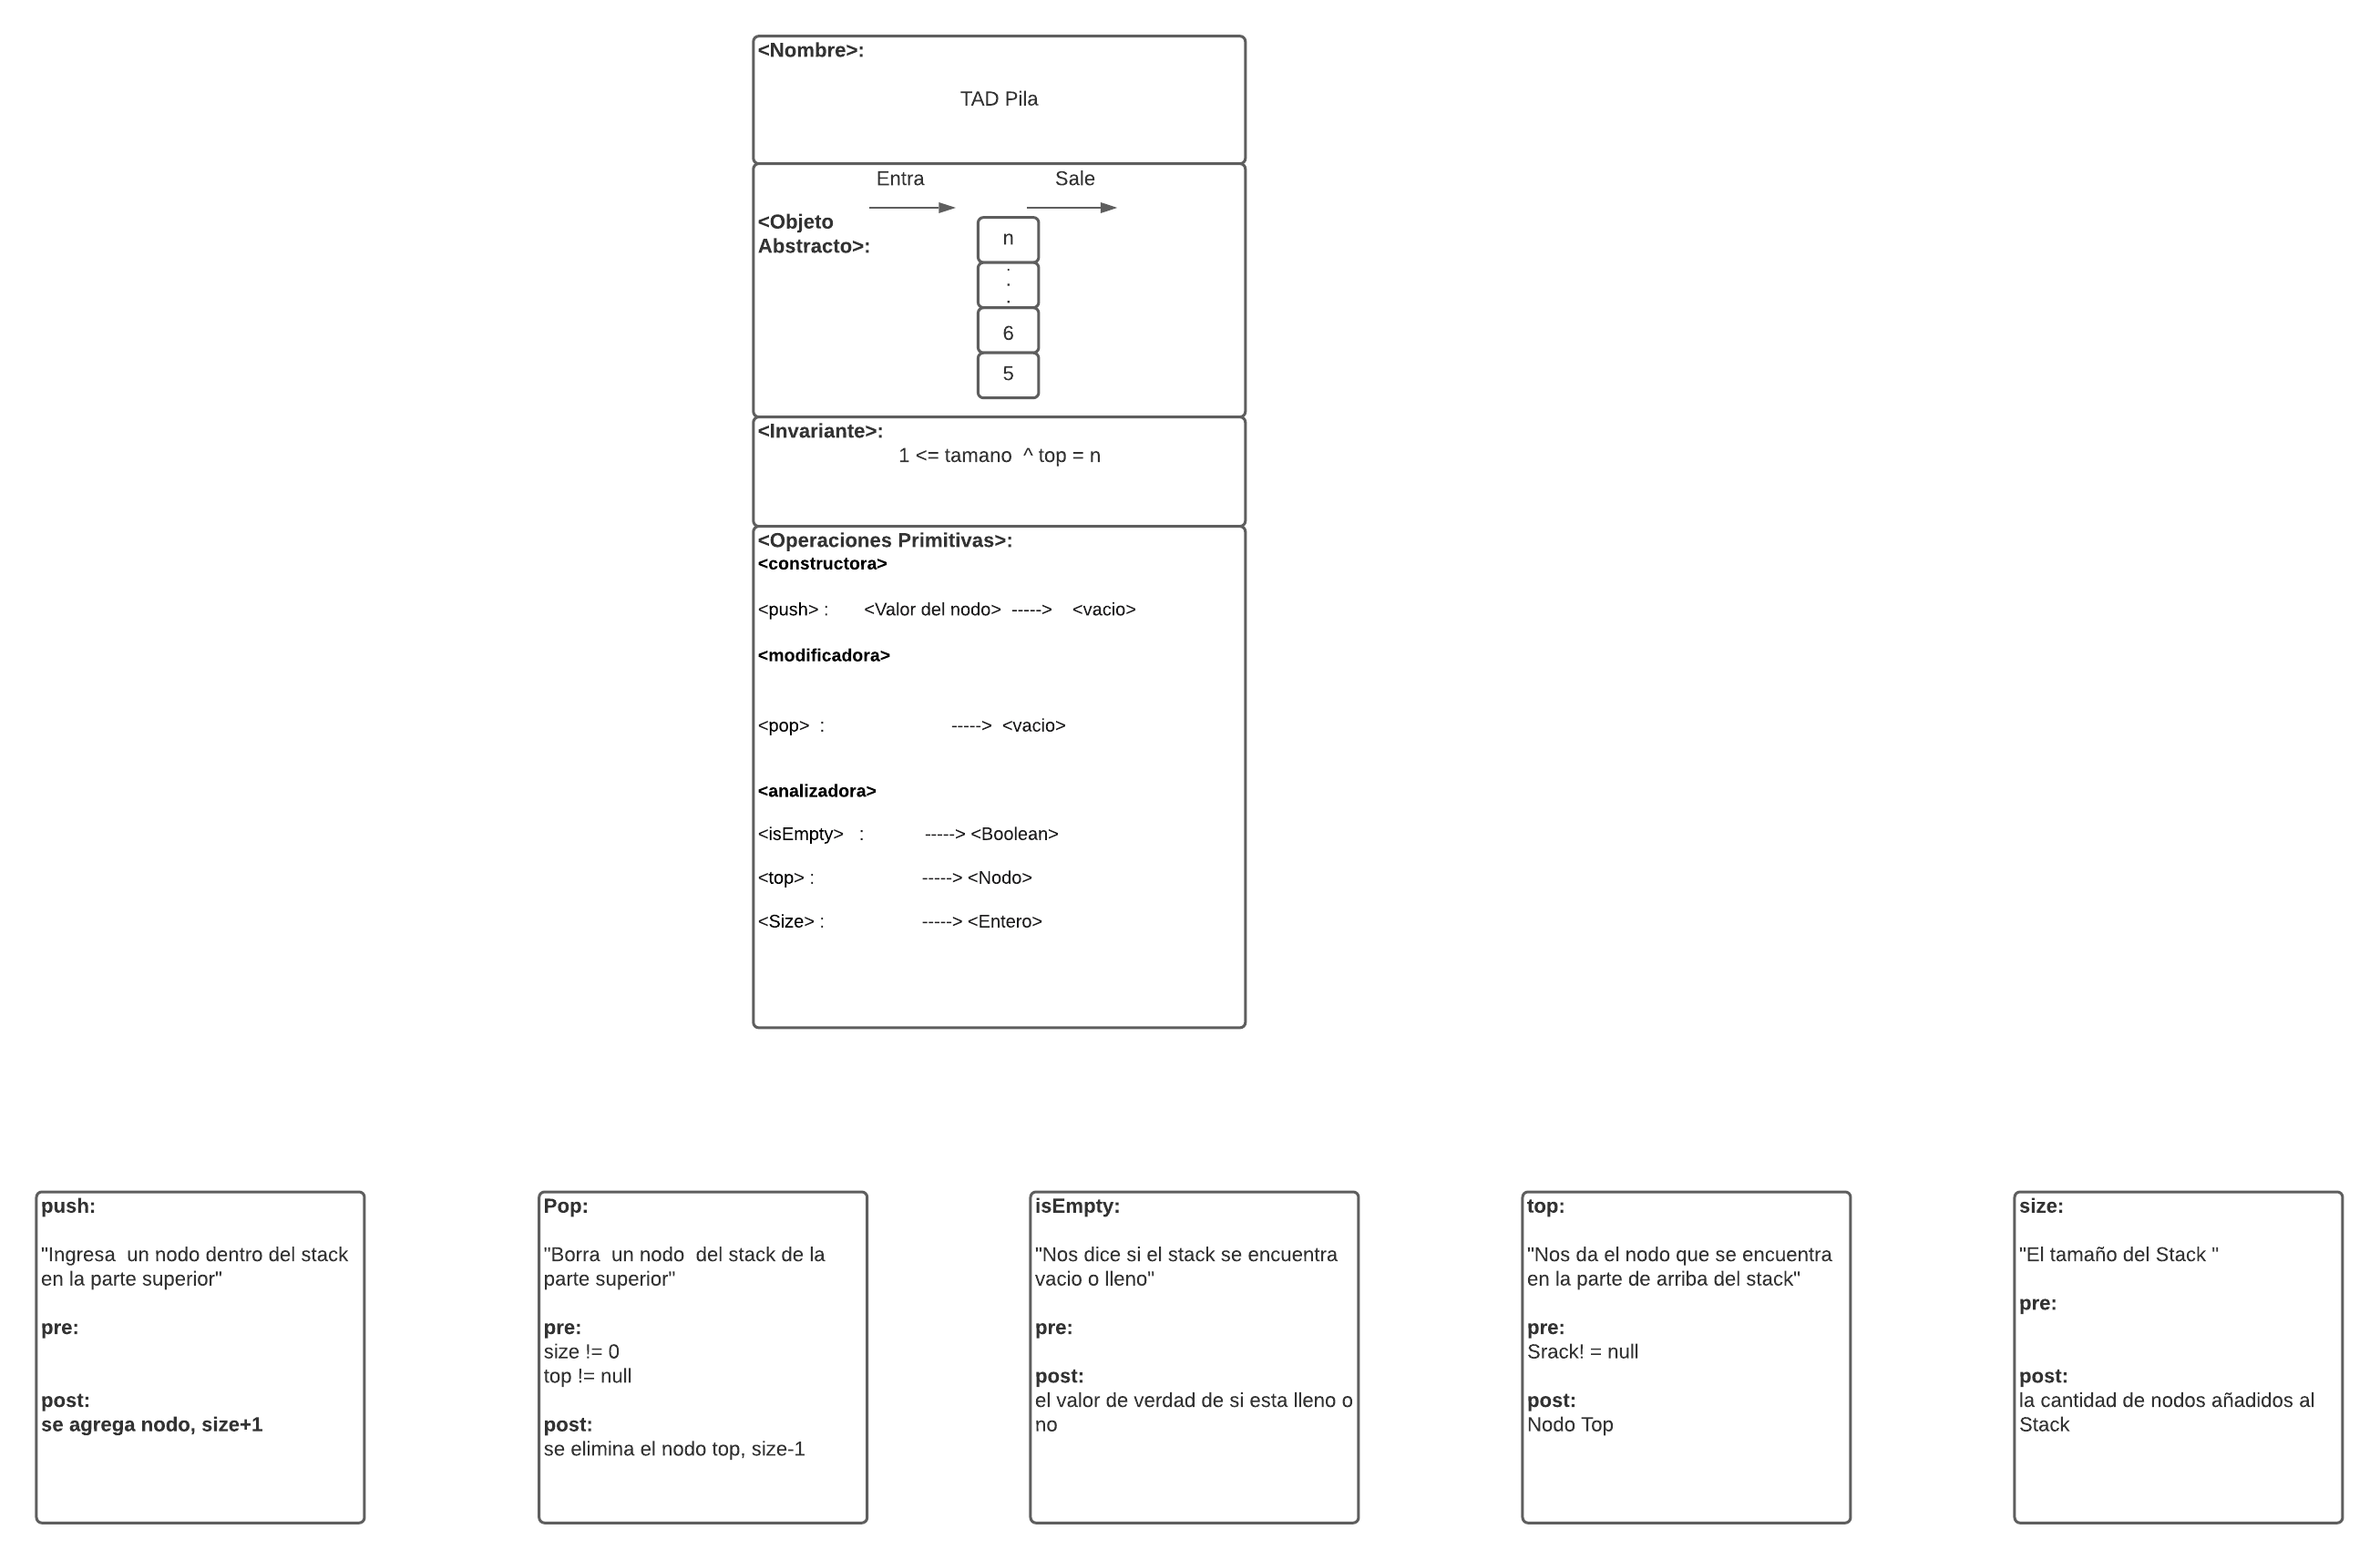 <Nombre>:
TAD Pila
Entra
Sale
<Objeto
Abstracto>:
n
.
.
.
6
5
<Invariante>:
1 <= tamano  ^ top = n
<Operaciones Primitivas>:
<constructora>
<push> : <Valor del nodo> -----> <vacio>
<modificadora>
<pop> : -----> <vacio>
<analizadora>
<isEmpty> : -----> <Boolean>
<top> : -----> <Nodo>
<Size> : -----> <Entero>
push:
"Ingresa un nodo dentro del stack
en la parte superior"
pre:
post:
se agrega nodo, size+1
Pop:
"Borra un nodo del stack de la
parte superior"
pre:
size != 0
top != null
post:
se elimina el nodo top, size-1
isEmpty:
"Nos dice si el stack se encuentra
vacio o lleno"
pre:
post:
el valor de verdad de si esta lleno o
no
top:
"Nos da el nodo que se encuentra
en la parte de arriba del stack"
pre:
Srack! = null
post:
Nodo Top
size:
"El tamaño del Stack "
pre:
post:
la cantidad de nodos añadidos al
Stack